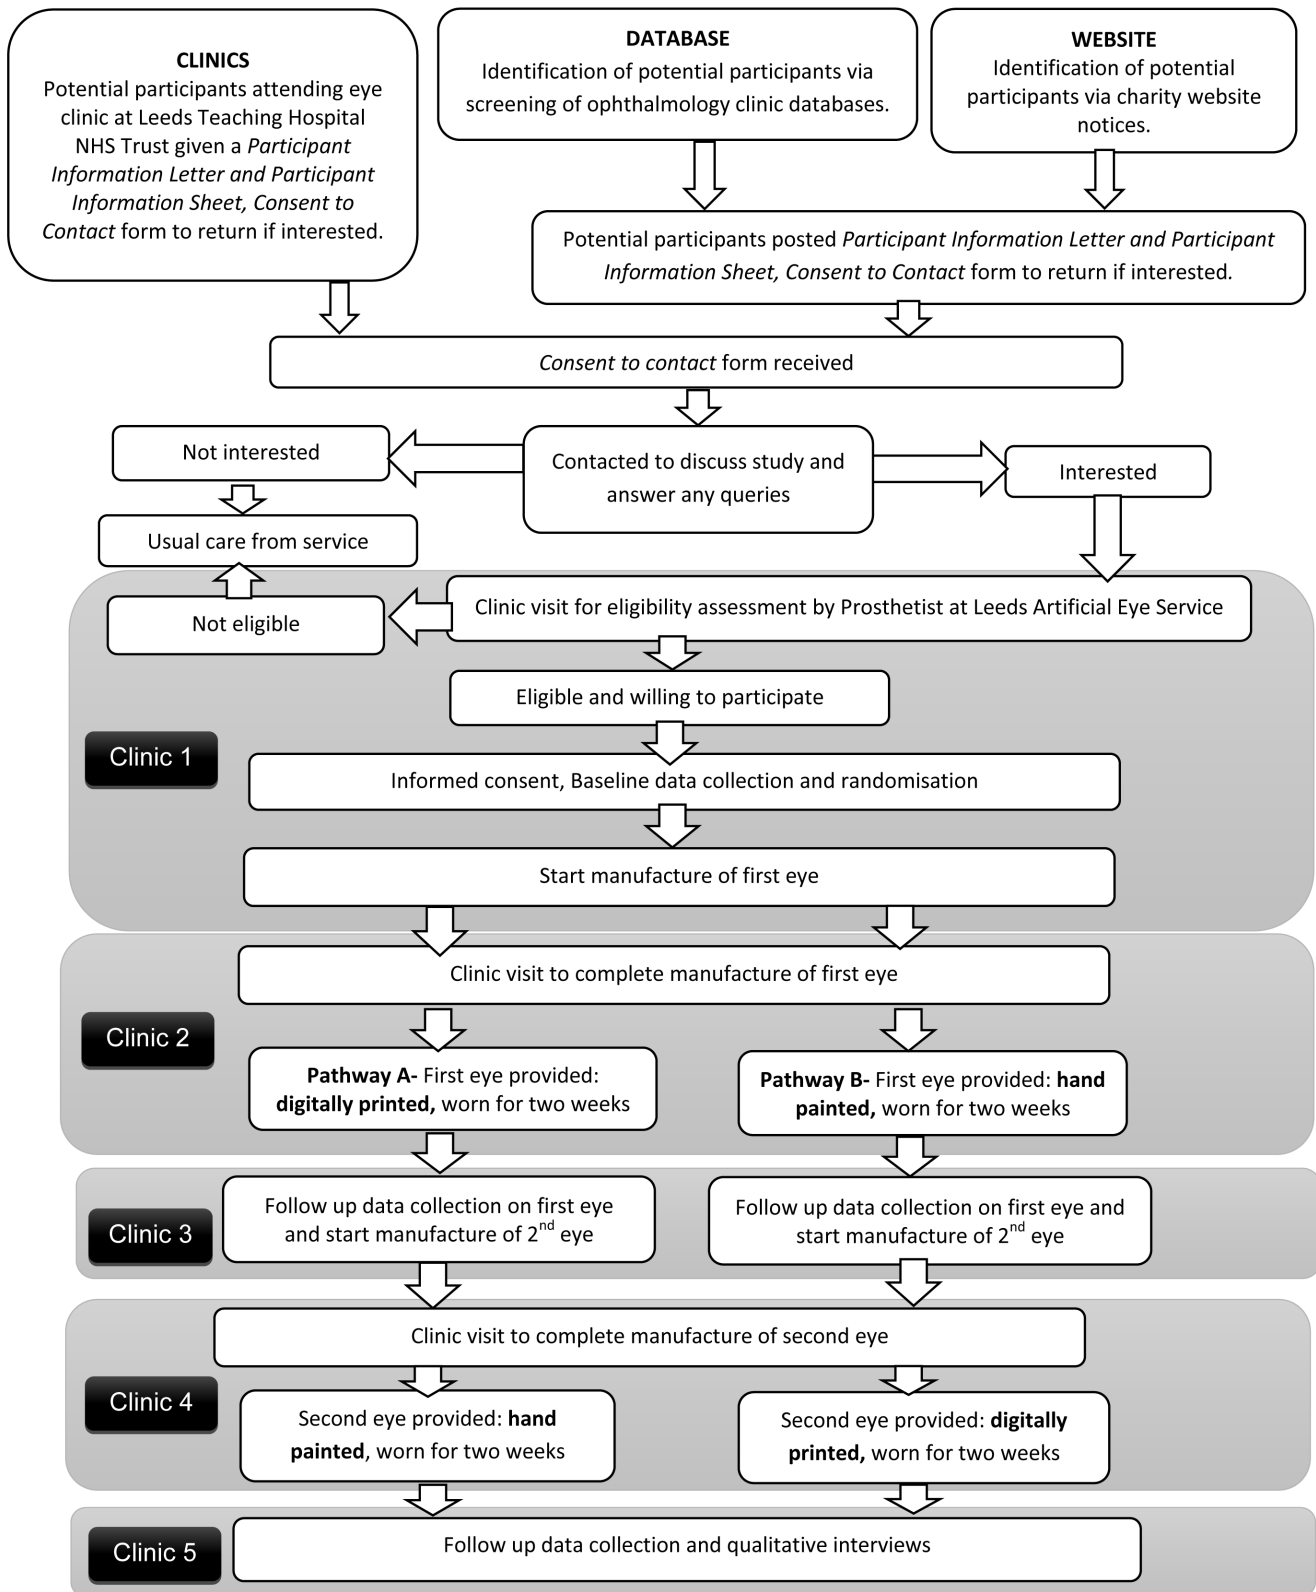 CLINICS
Potential participants attending eye
clinic at Leeds Teaching Hospital
NHS Trust given a Participant
Information Letter and Participant
Information Sheet, Consent to
Contact form to return if interested.
DATABASE
Identification of potential participants via
screening of ophthalmology clinic databases.
WEBSITE
Identification of potential
participants via charity website
notices.
Potential participants posted Participant Information Letter and Participant
Information Sheet, Consent to Contact form to return if interested.
Consent to contact form received
Not interested
Contacted to discuss study and
answer any queries
Interested
Usual care from service
Clinic visit for eligibility assessment by Prosthetist at Leeds Artificial Eye Service
Not eligible
Eligible and willing to participate
Clinic 1
Informed consent, Baseline data collection and randomisation
Start manufacture of first eye
Clinic visit to complete manufacture of first eye
Clinic 2
Pathway A- First eye provided:
digitally printed, worn for two weeks
Pathway B- First eye provided: hand
painted, worn for two weeks
Clinic 3
Follow up data collection on first eye
and start manufacture of 2nd eye
Follow up data collection on first eye and
start manufacture of 2nd eye
Clinic visit to complete manufacture of second eye
Clinic 4
Second eye provided: hand
painted, worn for two weeks
Second eye provided: digitally
printed, worn for two weeks
Clinic 5
Follow up data collection and qualitative interviews